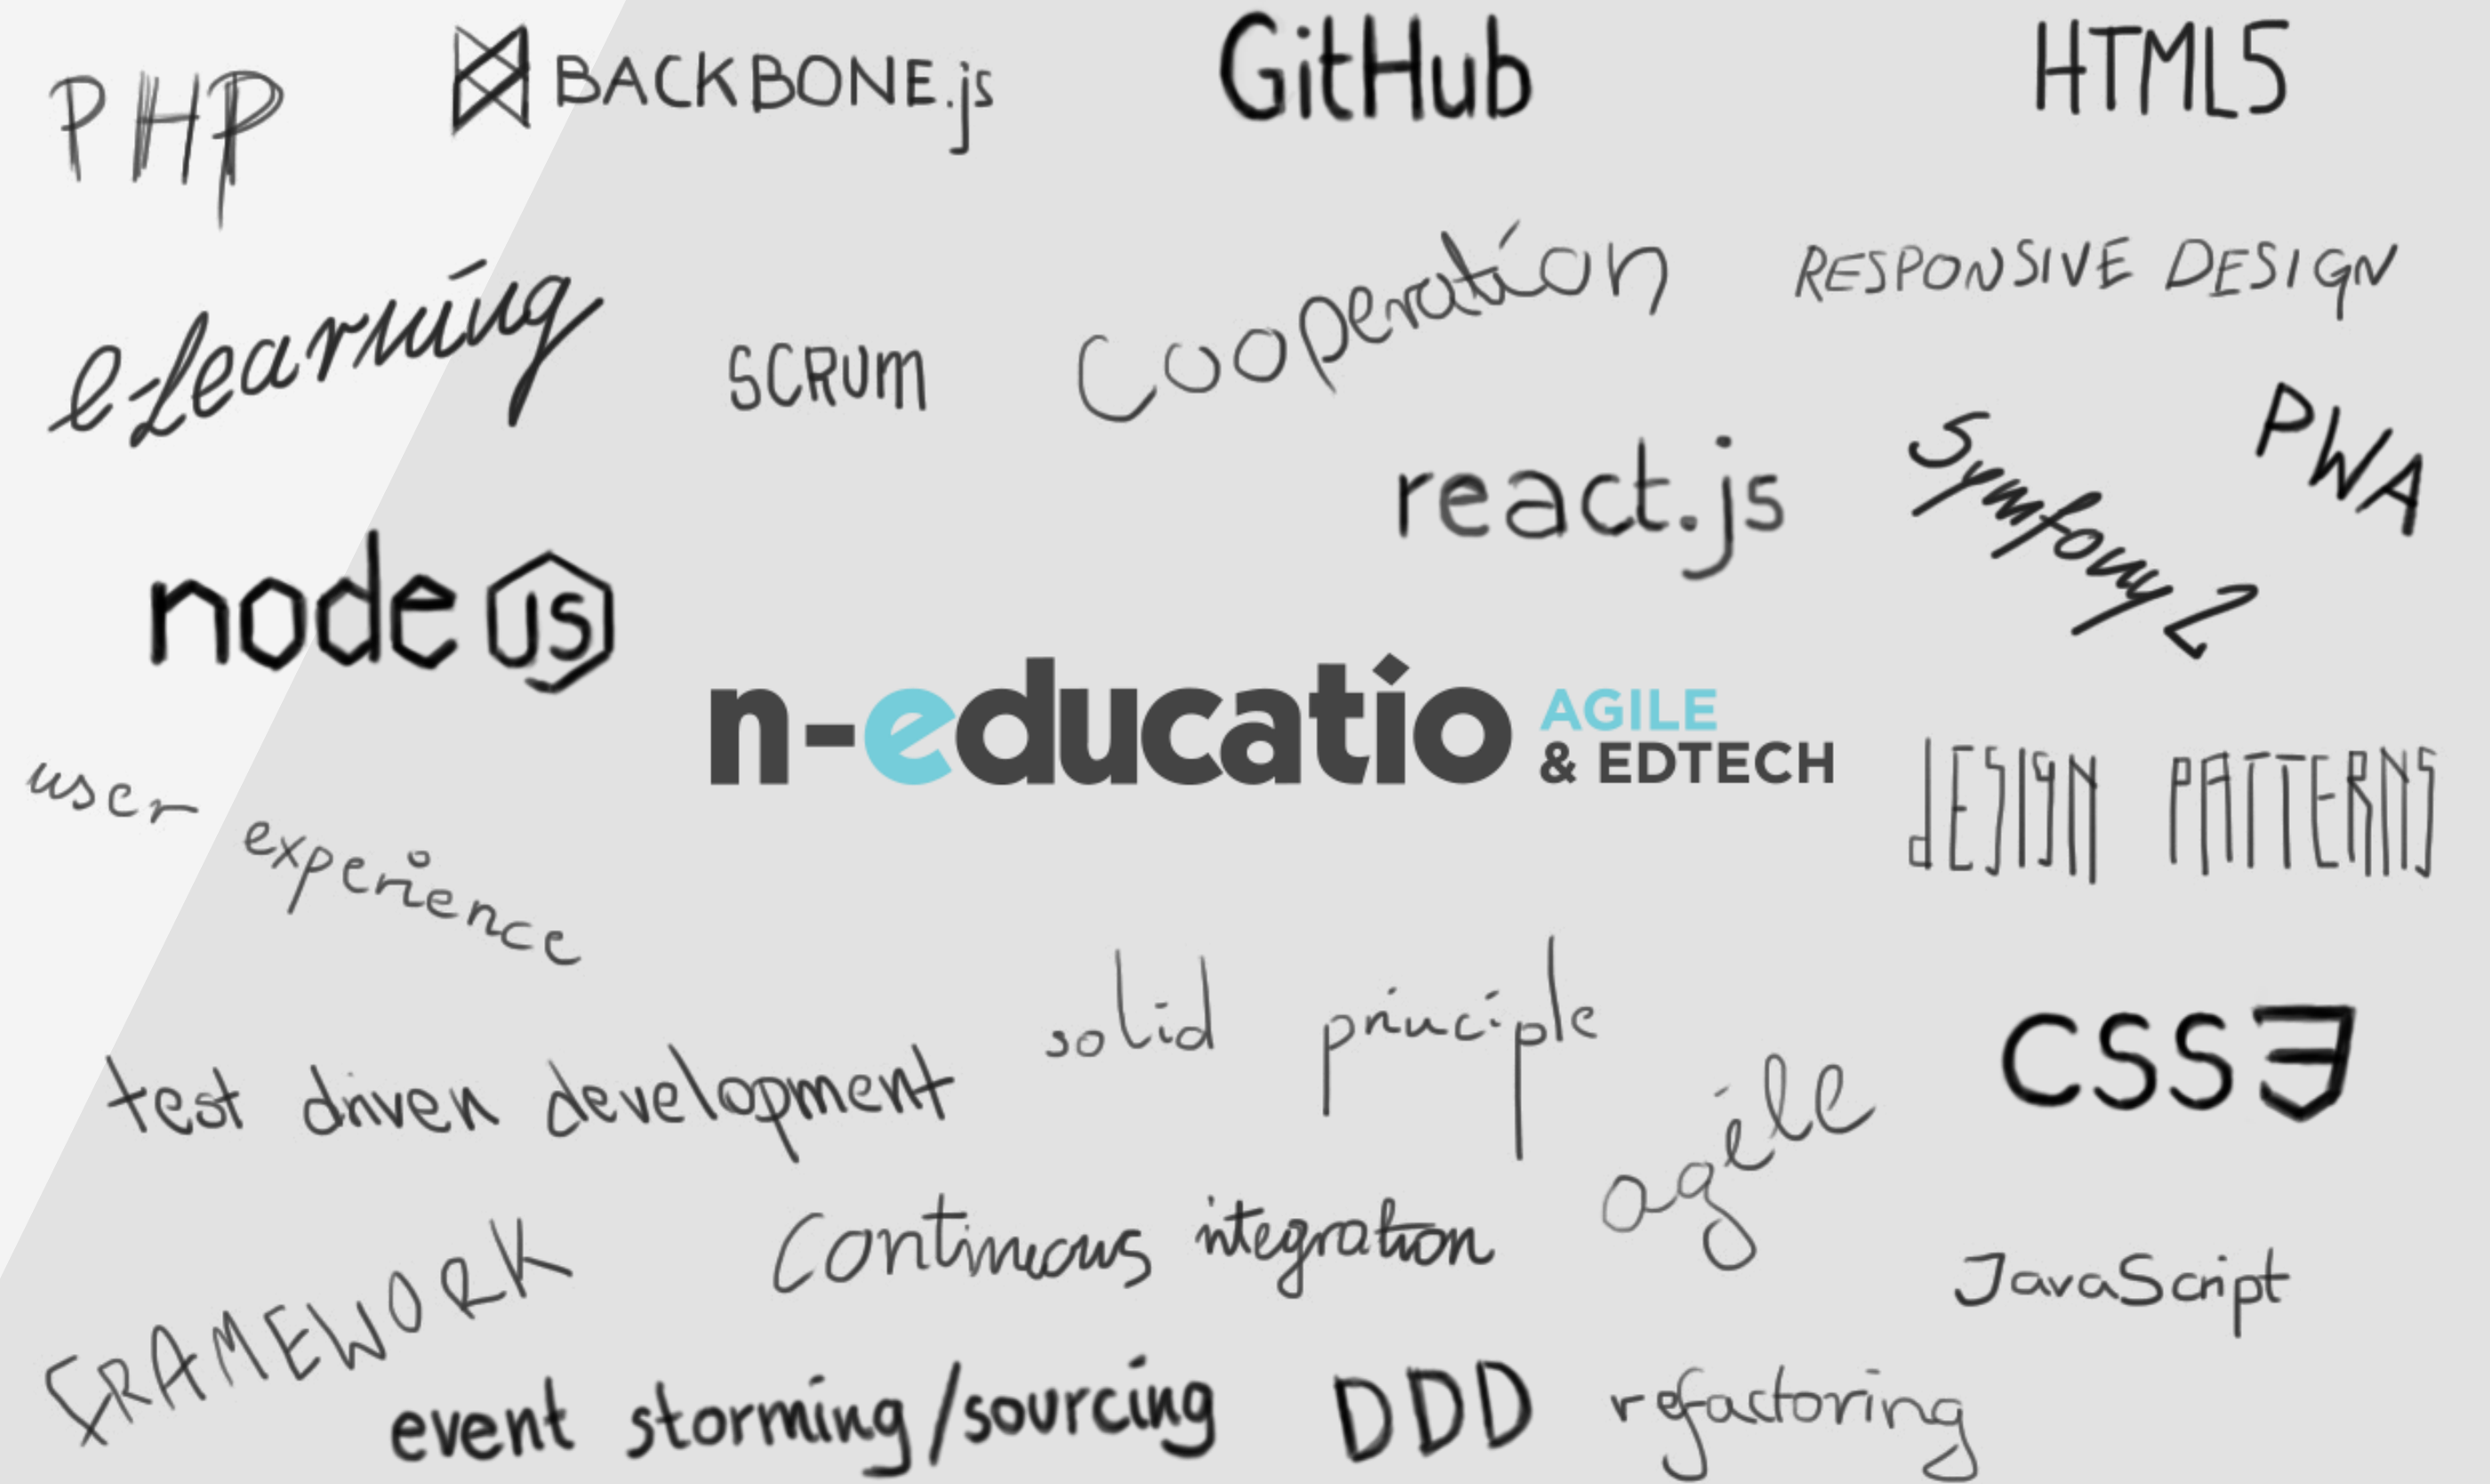 PHP
BACKBONE.js
GitHub
HTML5
e-learning
SCRUM
Cooperation
RESPONSIVE DESIGN
react.js
Symfony 2
PWA
node JS
n-educatio AGILE
& EDTECH
user experience
dESIGN PATTERNS
solid principle
test driven development
CSS3
agile
Continuous integration
JavaScript
FRAMEWORK
event storming/sourcing
DDD
refactoring